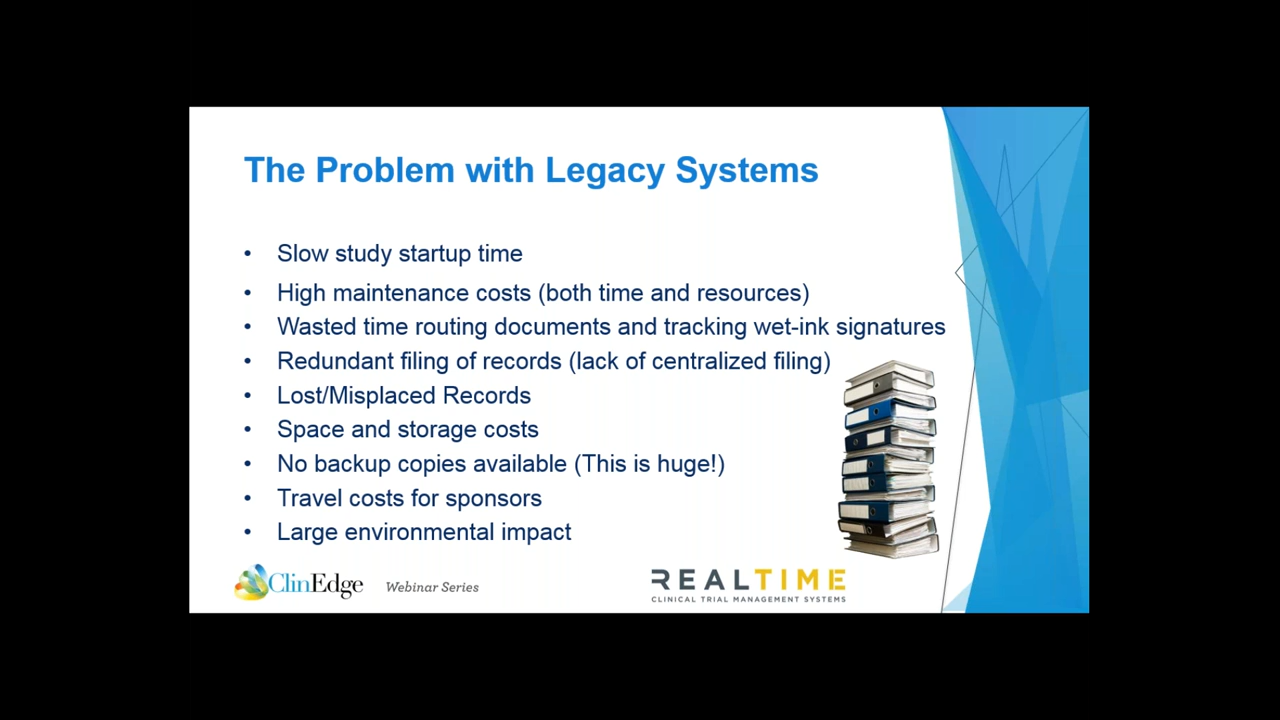 The Problem with Legacy Systems
• Slow study startup time
• High maintenance costs (both time and resources)
• Wasted time routing documents and tracking wet-ink signatures
• Redundant filing of records (lack of centralized filing)
• Lost/Misplaced Records
• Space and storage costs
• No backup copies available (This is huge!)
• Travel costs for sponsors
• Large environmental impact
ClinEdge Webinar Series
REALTIME
CLINICAL TRIAL MANAGEMENT SYSTEMS